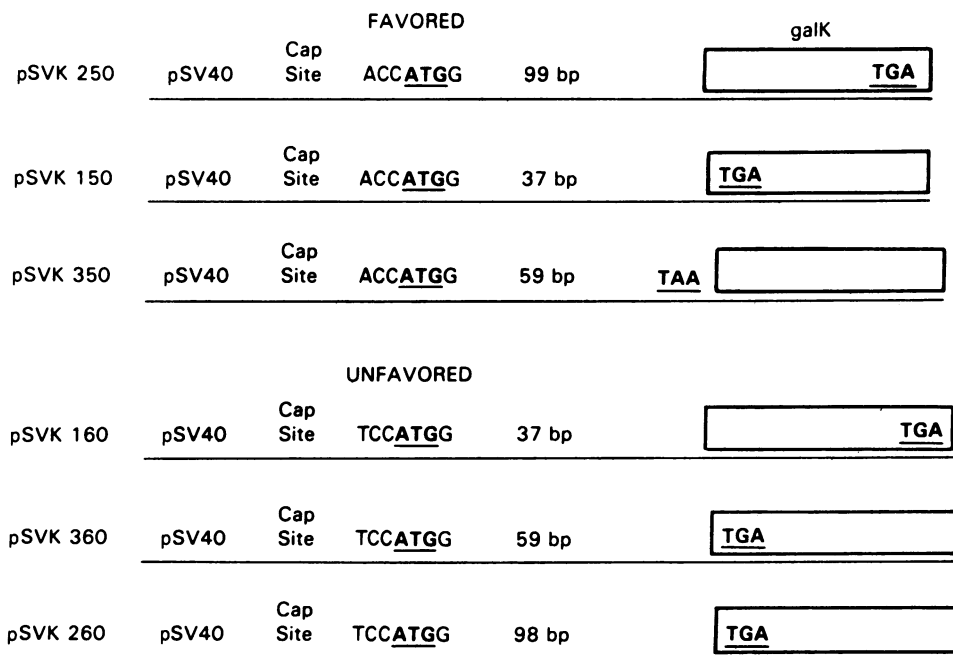 FAVORED
galK
pSVK 250 pSV40 Cap Site ACCATGG 99 bp TGA
pSVK 150 pSV40 Cap Site ACCATGG 37 bp TGA
pSVK 350 pSV40 Cap Site ACCATGG 59 bp TAA
UNFAVORED
pSVK 160 pSV40 Cap Site TCCATGG 37 bp TGA
pSVK 360 pSV40 Cap Site TCCATGG 59 bp TGA
pSVK 260 pSV40 Cap Site TCCATGG 98 bp TGA